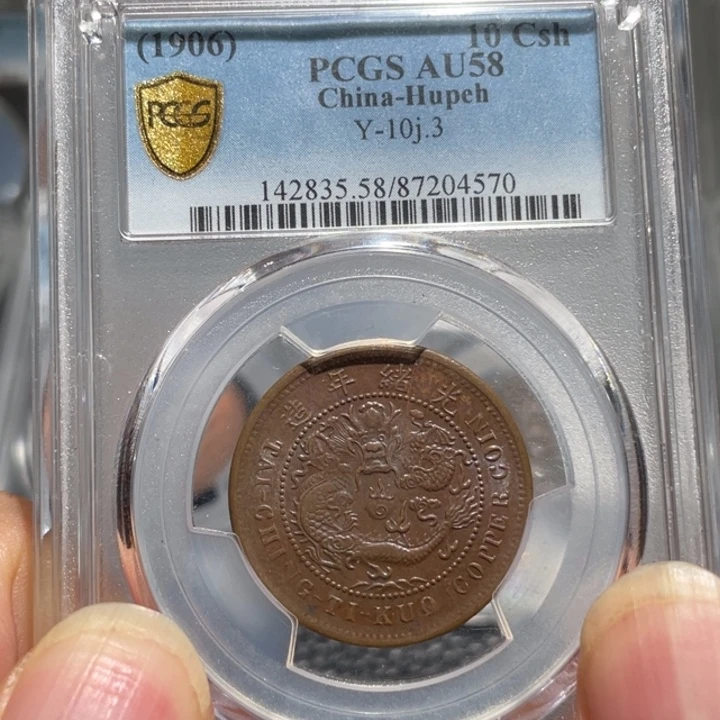 (1906) 10 Csh
PCGS AU58
China-Hupeh
Y-10j.3
142835.58/87204570
PCGS
造年緒光
TAI-CHING-TI-KUO COPPER COIN